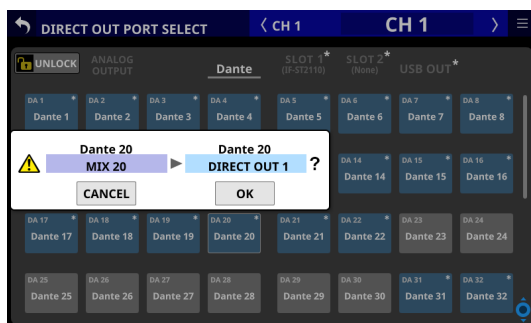 DIRECT OUT PORT SELECT
CH 1
CH 1
UNLOCK
ANALOG
OUTPUT
Dante
SLOT 1*
(IF-ST2110)
SLOT 2*
(None)
USB OUT*
DA 1 * DA 2 * DA 3 * DA 4 * DA 5 * DA 6 * DA 7 * DA 8 *
Dante 1 Dante 2 Dante 3 Dante 4 Dante 5 Dante 6 Dante 7 Dante 8
Dante 20 Dante 20
MIX 20 DIRECT OUT 1 ?
CANCEL OK
DA 14 * DA 15 * DA 16 *
Dante 14 Dante 15 Dante 16
DA 17 * DA 18 * DA 19 * DA 20 * DA 21 * DA 22 * DA 23 DA 24
Dante 17 Dante 18 Dante 19 Dante 20 Dante 21 Dante 22 Dante 23 Dante 24
DA 25 DA 26 DA 27 DA 28 DA 29 DA 30 DA 31 * DA 32 *
Dante 25 Dante 26 Dante 27 Dante 28 Dante 29 Dante 30 Dante 31 Dante 32